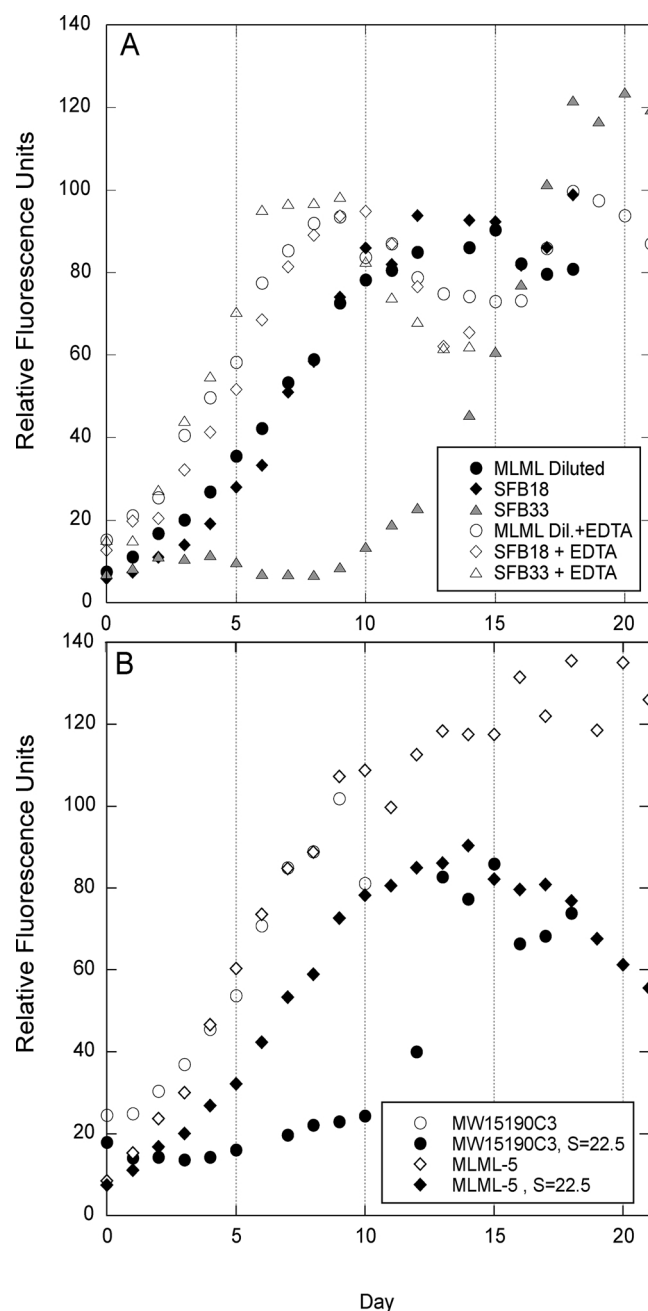 A
140
120
100
80
60
40
20
0
Relative Fluorescence Units
0 5 10 15 20
MLML Diluted
SFB18
SFB33
MLML Dil.+EDTA
SFB18 + EDTA
SFB33 + EDTA
B
140
120
100
80
60
40
20
0
Relative Fluorescence Units
MW15190C3
MW15190C3, S=22.5
MLML-5
MLML-5 , S=22.5
0 5 10 15 20
Day